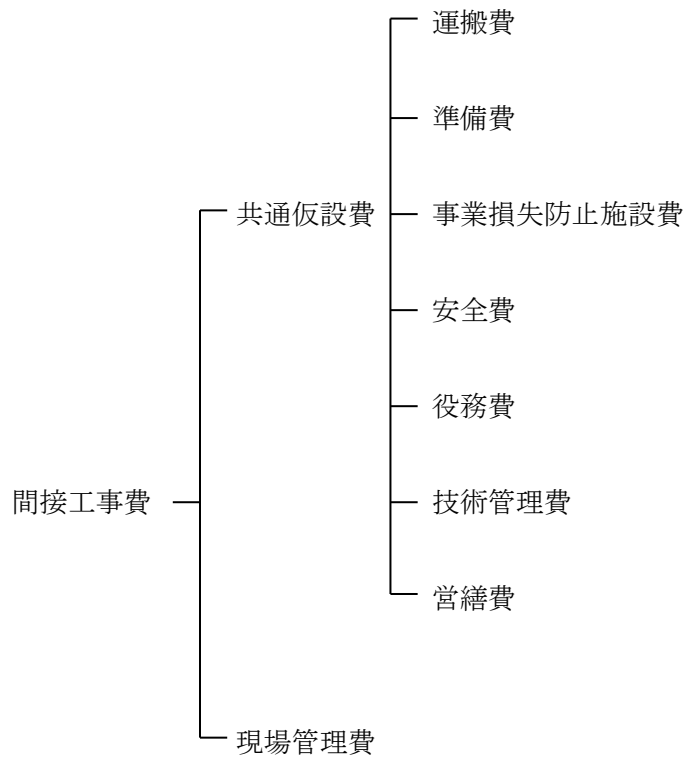 運搬費
準備費
共通仮設費
事業損失防止施設費
安全費
役務費
間接工事費
技術管理費
営繕費
現場管理費